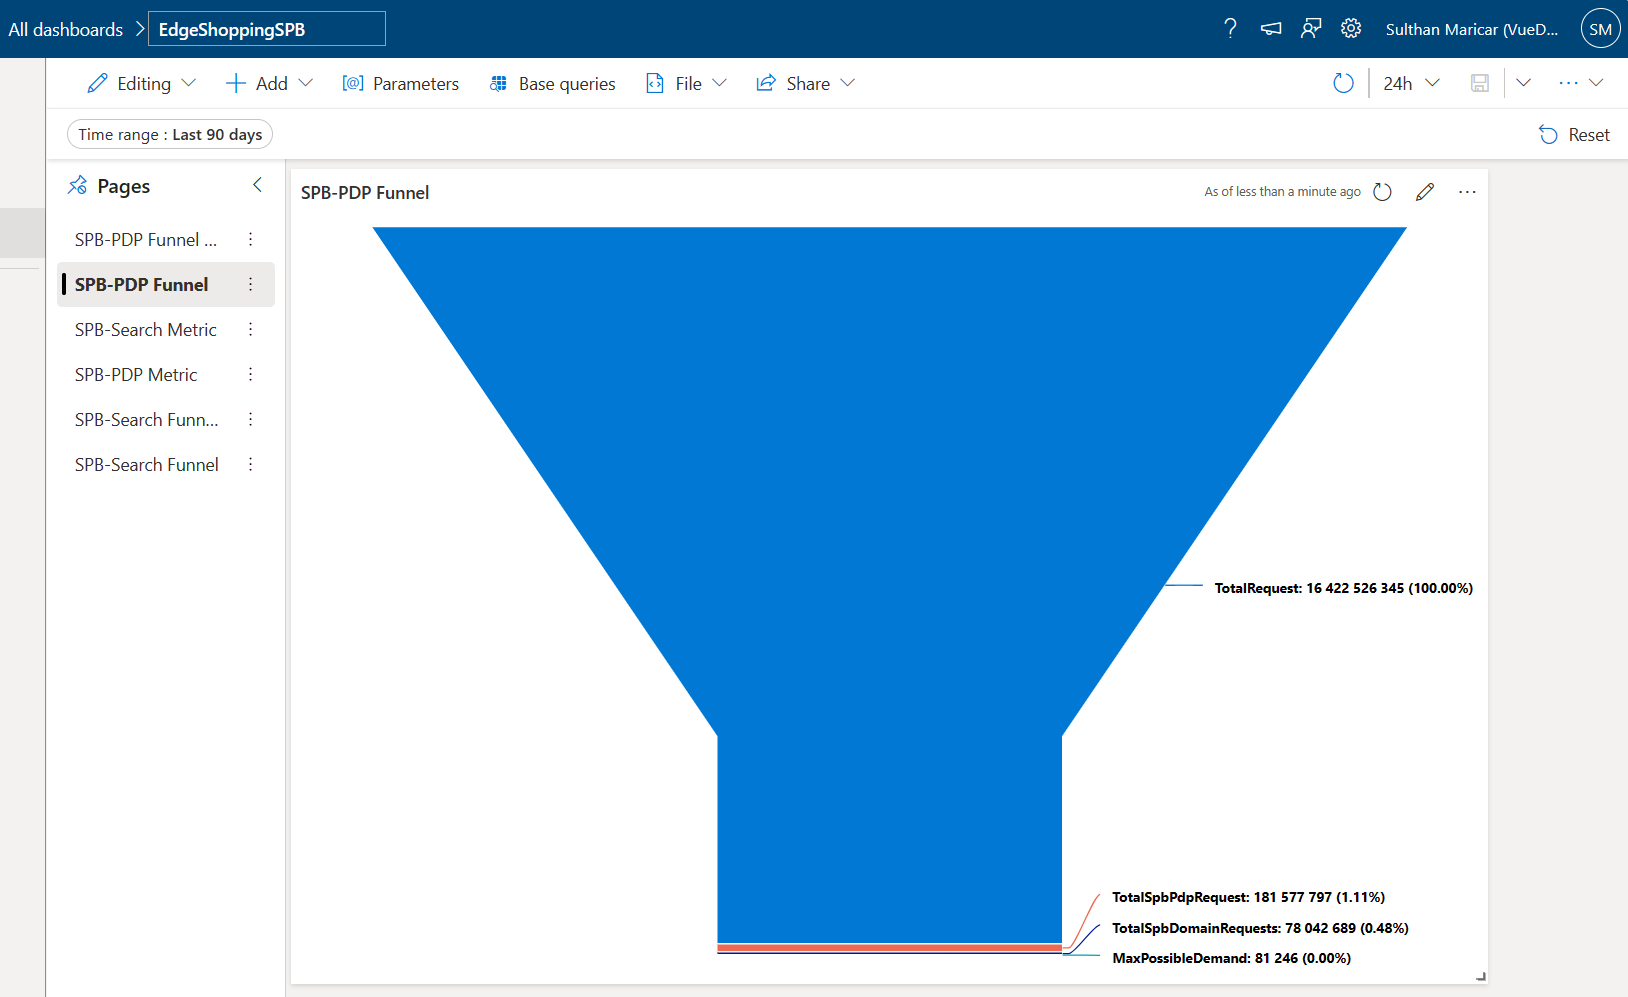 All dashboards
EdgeShoppingSPB
Sulthan Maricar (VueD...
SM
Editing
Add
[@] Parameters
Base queries
File
Share
24h
Time range : Last 90 days
Reset
Pages
SPB-PDP Funnel ...
SPB-PDP Funnel
SPB-Search Metric
SPB-PDP Metric
SPB-Search Funn...
SPB-Search Funnel
SPB-PDP Funnel
As of less than a minute ago
TotalRequest: 16 422 526 345 (100.00%)
TotalSpbPdpRequest: 181 577 797 (1.11%)
TotalSpbDomainRequests: 78 042 689 (0.48%)
MaxPossibleDemand: 81 246 (0.00%)